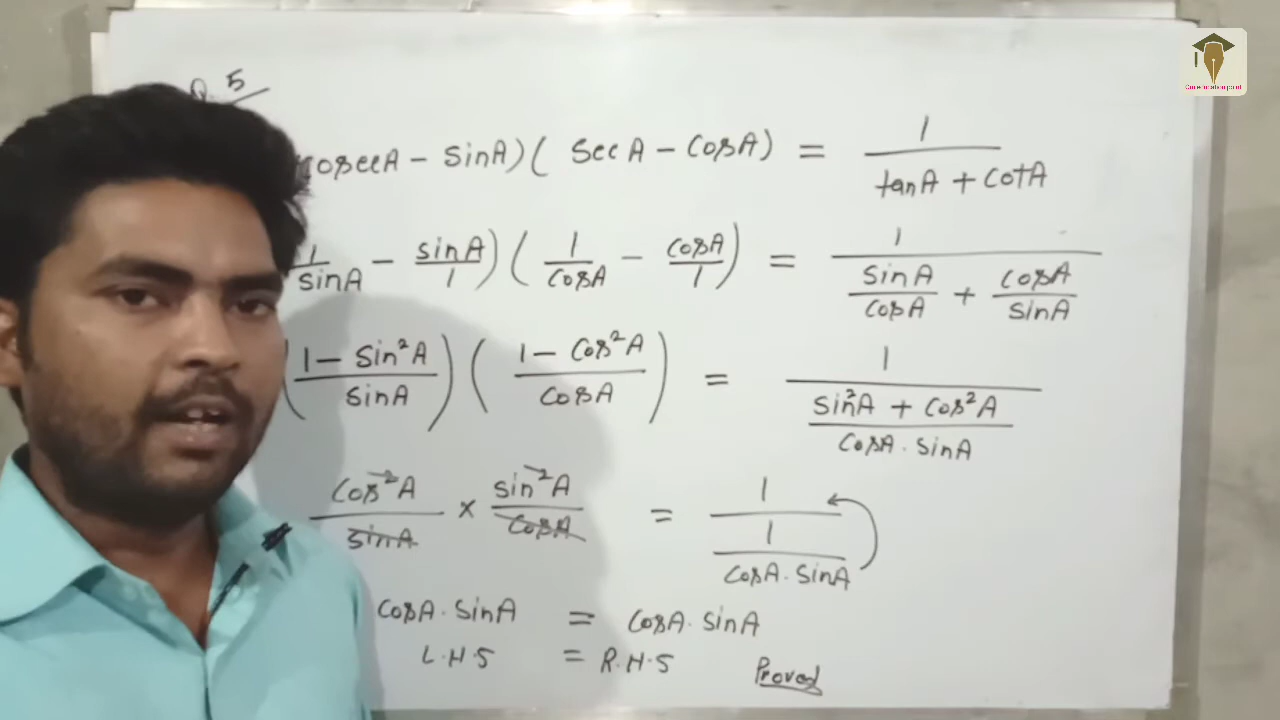 Q. 5
cosecA - sinA)( secA - cosA) = 1/(tanA + cotA)
1/sinA - sinA/1)(1/cosA - cosA/1) = 1/(sinA/cosA + cosA/sinA)
((1 - sin²A)/sinA)((1 - cos²A)/cosA) = 1/((sin²A + cos²A)/(cosA . sinA))
cos²A/sinA × sin²A/cosA = 1/(1/(cosA . sinA))
cosA . sinA = cosA . sinA
L.H.S = R.H.S Proved